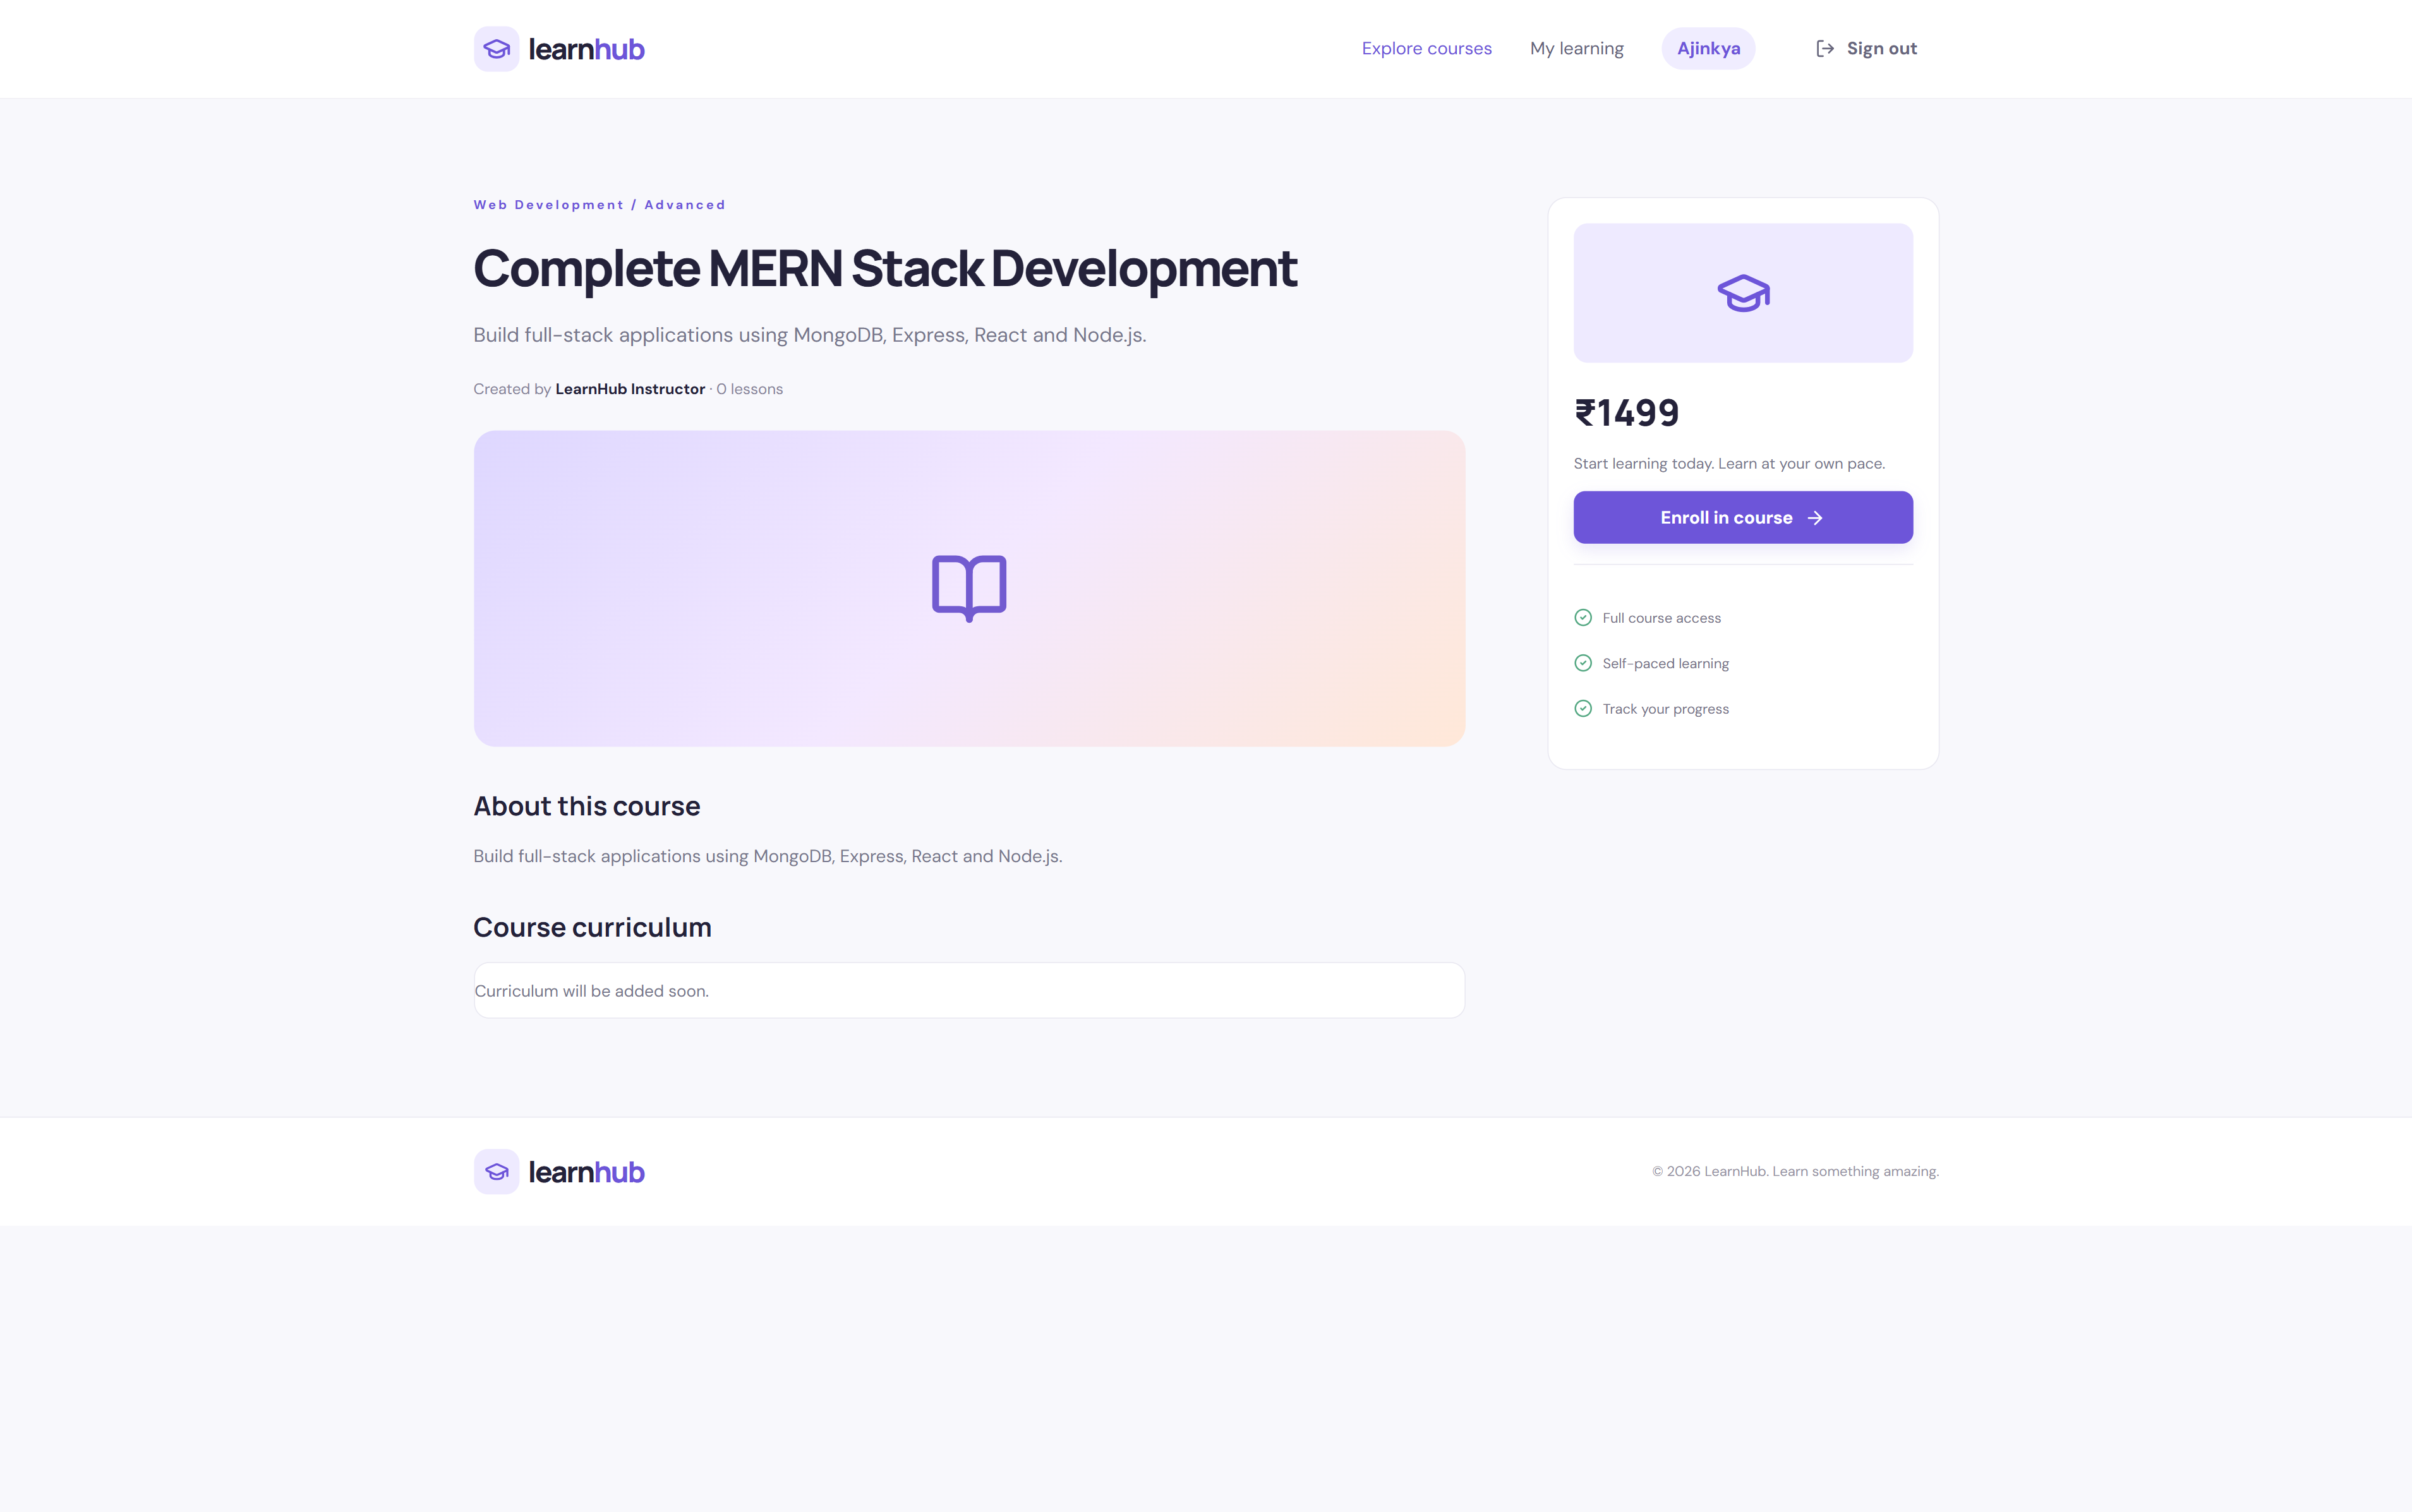 learnhub
Explore courses
My learning
Ajinkya
Sign out
Web Development / Advanced
Complete MERN Stack Development
Build full-stack applications using MongoDB, Express, React and Node.js.
Created by LearnHub Instructor · 0 lessons
₹1499
Start learning today. Learn at your own pace.
Enroll in course
Full course access
Self-paced learning
Track your progress
About this course
Build full-stack applications using MongoDB, Express, React and Node.js.
Course curriculum
Curriculum will be added soon.
learnhub
© 2026 LearnHub. Learn something amazing.